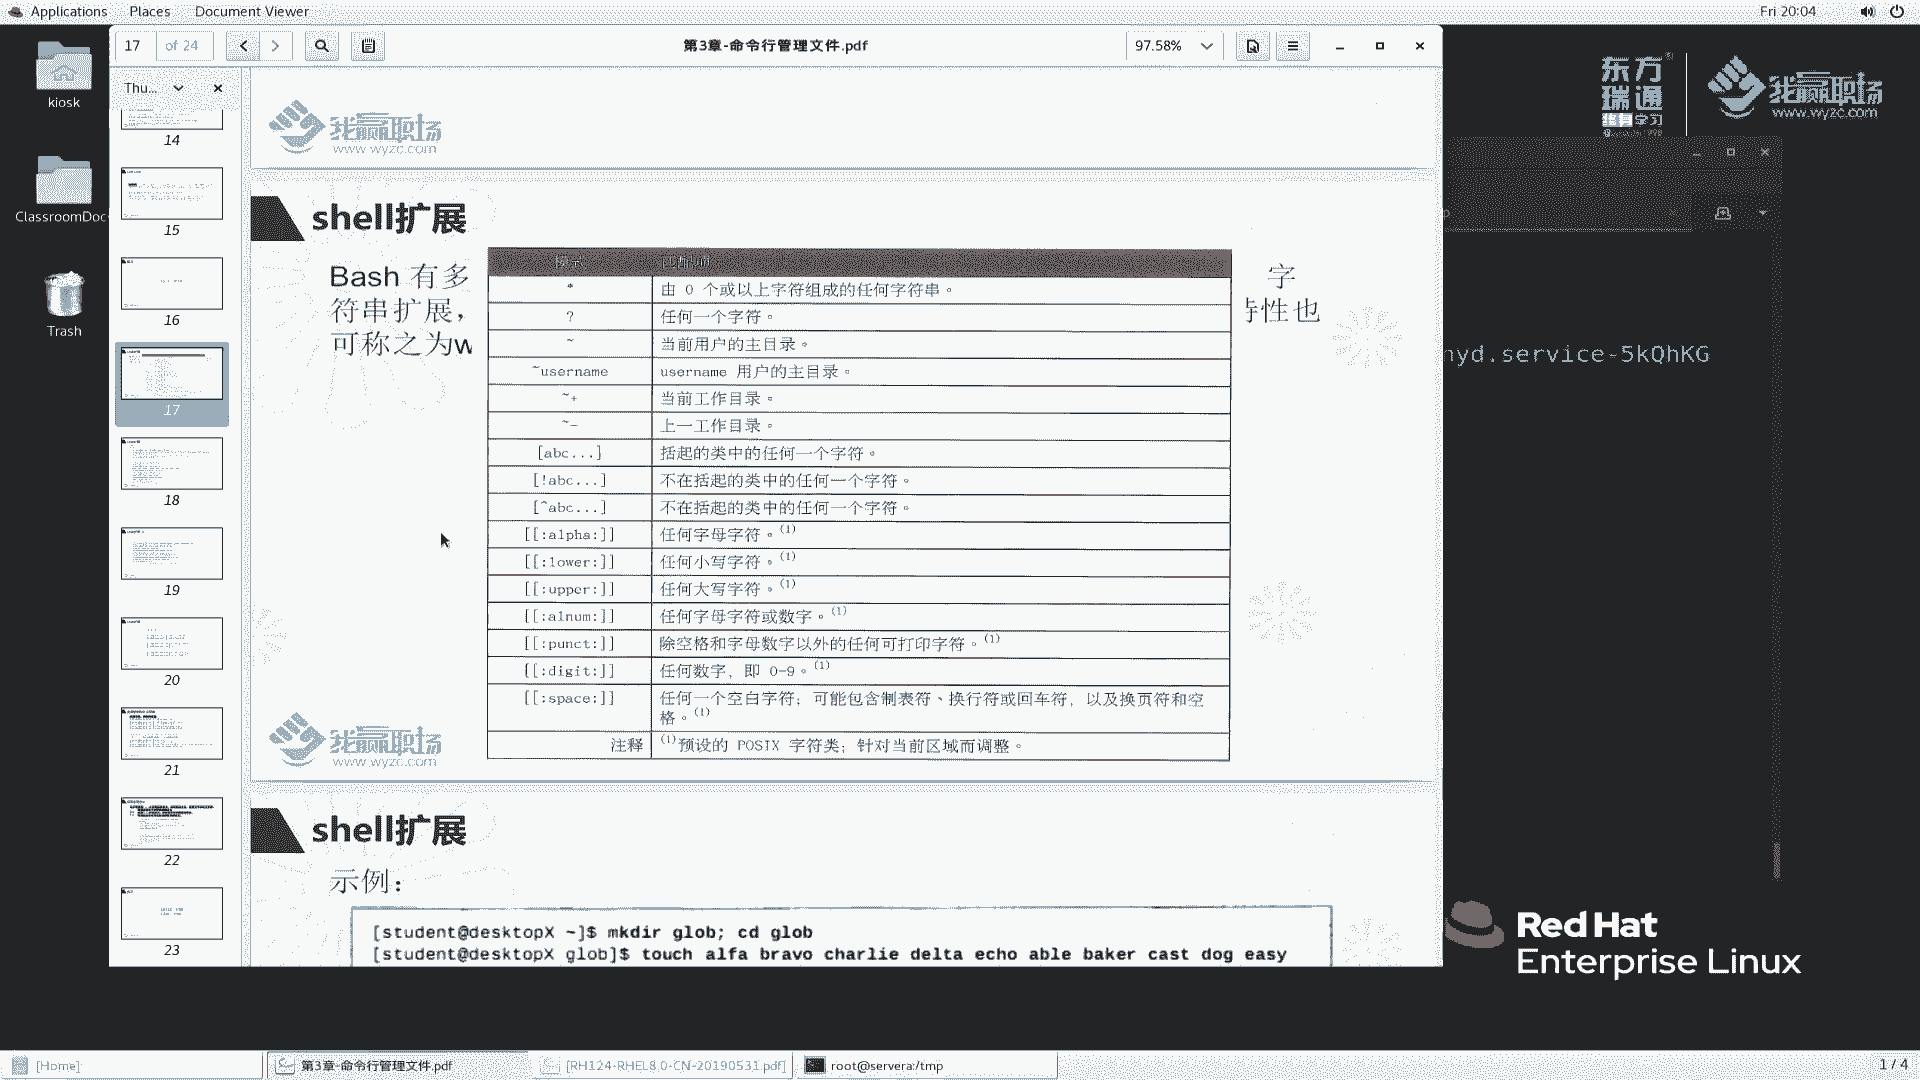 Applications Places Document Viewer Fri 20:04
17 of 24 第3章-命令行管理文件.pdf 97.58%
kiosk
ClassroomDoc
Trash
Thu...
14
15
16
17
18
19
20
21
22
23
我赢职场
www.wyzc.com
shell扩展
Bash 有多 字
符串扩展， 特性也
可称之为w
模式 匹配项
* 由 0 个或以上字符组成的任何字符串。
? 任何一个字符。
~ 当前用户的主目录。
~username username 用户的主目录。
~+ 当前工作目录。
~- 上一工作目录。
[abc...] 括起的类中的任何一个字符。
[!abc...] 不在括起的类中的任何一个字符。
[^abc...] 不在括起的类中的任何一个字符。
[[:alpha:]] 任何字母字符。(1)
[[:lower:]] 任何小写字符。(1)
[[:upper:]] 任何大写字符。(1)
[[:alnum:]] 任何字母字符或数字。(1)
[[:punct:]] 除空格和字母数字以外的任何可打印字符。(1)
[[:digit:]] 任何数字，即 0-9。(1)
[[:space:]] 任何一个空白字符；可能包含制表符、换行符或回车符，以及换页符和空
格。(1)
注释 (1)预设的 POSIX 字符类；针对当前区域而调整。
我赢职场
www.wyzc.com
shell扩展
示例：
[student@desktopX ~]$ mkdir glob; cd glob
[student@desktopX glob]$ touch alfa bravo charlie delta echo able baker cast dog easy
东方
瑞通
终身学习
我赢职场
www.wyzc.com
nyd.service-5kQhKG
Red Hat
Enterprise Linux
[Home] 第3章-命令行管理文件.pdf [RH124-RHEL8.0-CN-20190531.pdf] root@servera:/tmp 1 / 4